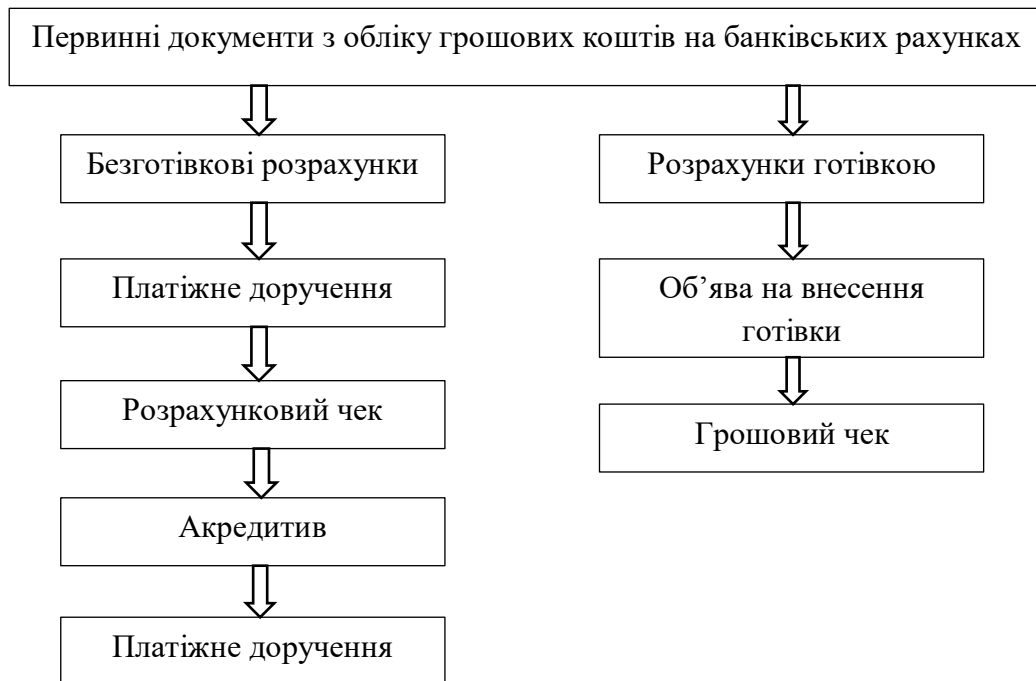 Первинні документи з обліку грошових коштів на банківських рахунках
Безготівкові розрахунки
Розрахунки готівкою
Платіжне доручення
Об’ява на внесення
готівки
Розрахунковий чек
Грошовий чек
Акредитив
Платіжне доручення